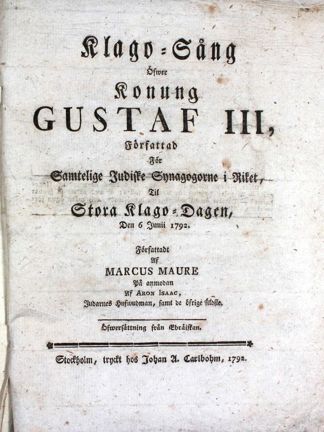 Klago-Sång
Öfwer
Konung
GUSTAF III,
Författad
För
Samtelige Judiske Synagogorne i Riket,
Til
Stora Klago-Dagen,
Den 6 Junii 1792.
Författadt
Af
MARCUS MAURE
På anmodan
Af ARON ISAAC,
Judarnes Hufwudman, samt de öfrige
Öfwersättning från Ebräiskan.
Stockholm, tryckt hos Johan A. Carlbohm, 1792.